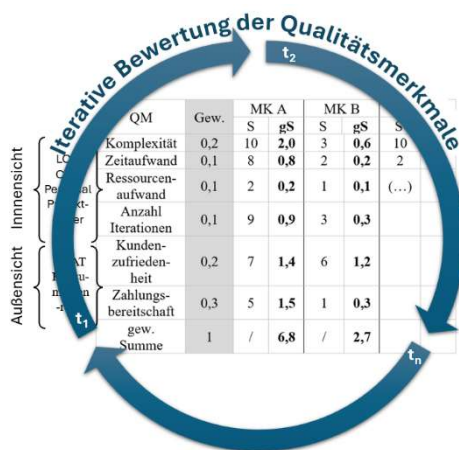 Iterative Bewertung der Qualitätsmerkmale
t2
QM Gew. MK A MK B
S gS S gS S
Innnensicht
Komplexität 0,2 10 2,0 3 0,6 10
Zeitaufwand 0,1 8 0,8 2 0,2 2
Ressourcen-
aufwand 0,1 2 0,2 1 0,1 (…)
Anzahl
Iterationen 0,1 9 0,9 3 0,3
Außensicht
Kunden-
zufrieden-
heit 0,2 7 1,4 6 1,2
Zahlungs-
bereitschaft 0,3 5 1,5 1 0,3
gew.
Summe 1 / 6,8 / 2,7
t1
tn